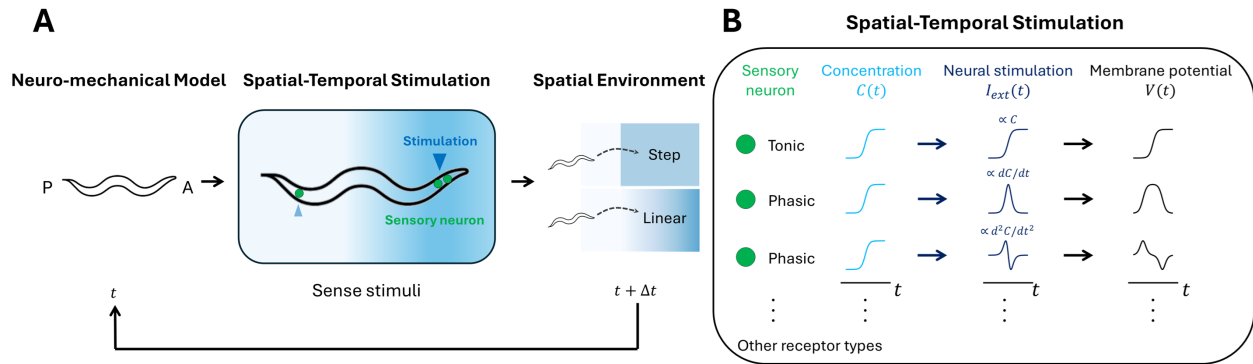 A
Neuro-mechanical Model
Spatial-Temporal Stimulation
Spatial Environment
Stimulation
Sensory neuron
P
A
Step
Linear
Sense stimuli
t
t + Δt
B
Spatial-Temporal Stimulation
Sensory neuron
Concentration C(t)
Neural stimulation I_ext(t)
Membrane potential V(t)
Tonic
∝ C
Phasic
∝ dC/dt
Phasic
∝ d²C/dt²
t
t
t
⋮
⋮
⋮
⋮
Other receptor types